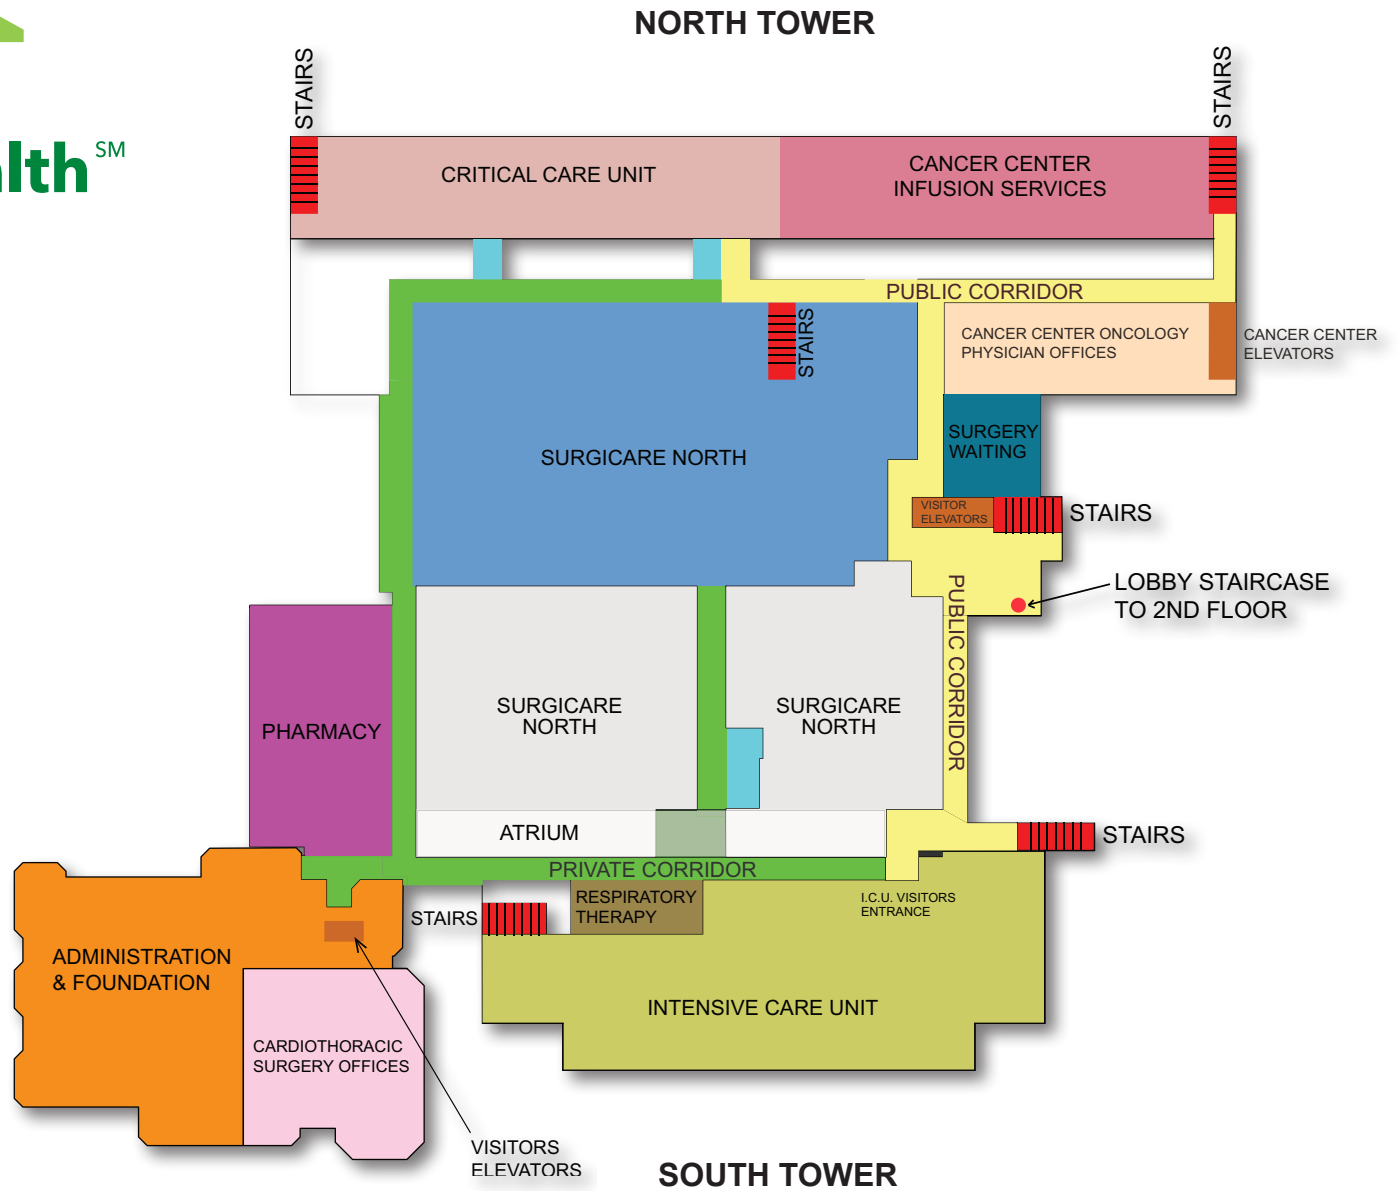 NORTH TOWER
STAIRS
STAIRS
SM
CRITICAL CARE UNIT
CANCER CENTER
INFUSION SERVICES
PUBLIC CORRIDOR
STAIRS
CANCER CENTER ONCOLOGY
PHYSICIAN OFFICES
CANCER CENTER
ELEVATORS
SURGERY
WAITING
SURGICARE NORTH
VISITOR
ELEVATORS
STAIRS
LOBBY STAIRCASE
TO 2ND FLOOR
PUBLIC CORRIDOR
SURGICARE
NORTH
SURGICARE
NORTH
PHARMACY
ATRIUM
STAIRS
PRIVATE CORRIDOR
RESPIRATORY
THERAPY
I.C.U. VISITORS
ENTRANCE
STAIRS
ADMINISTRATION
& FOUNDATION
INTENSIVE CARE UNIT
CARDIOTHORACIC
SURGERY OFFICES
VISITORS
ELEVATORS
SOUTH TOWER